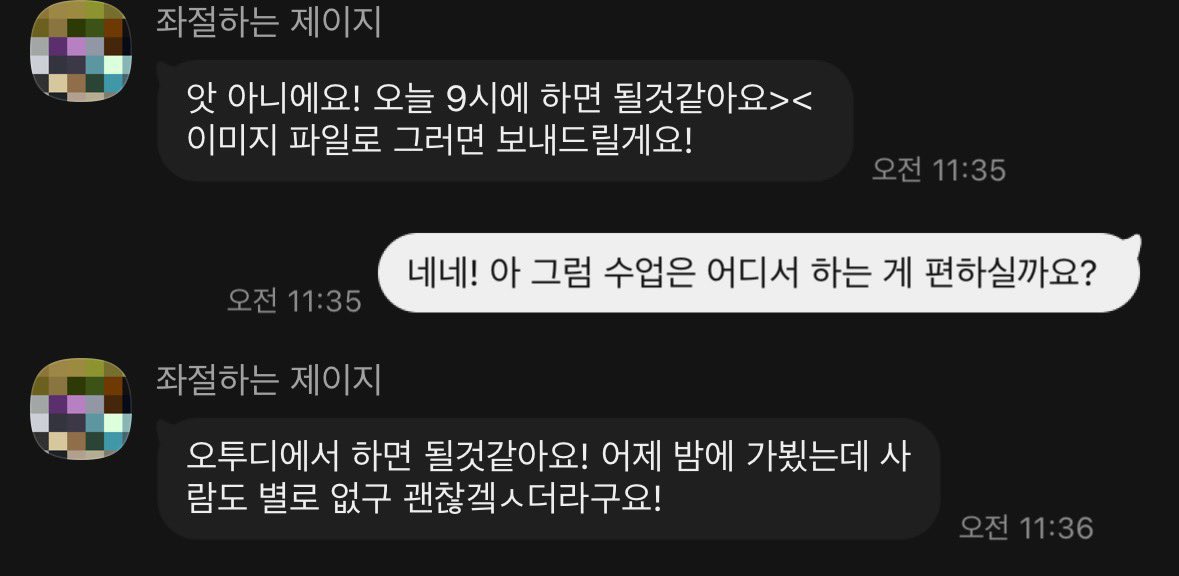 좌절하는 제이지
앗 아니에요! 오늘 9시에 하면 될것같아요><
이미지 파일로 그러면 보내드릴게요!
오전 11:35
네네! 아 그럼 수업은 어디서 하는 게 편하실까요?
오전 11:35
좌절하는 제이지
오투디에서 하면 될것같아요! 어제 밤에 가뵜는데 사
람도 별로 없구 괜찮겤ㅅ더라구요!
오전 11:36